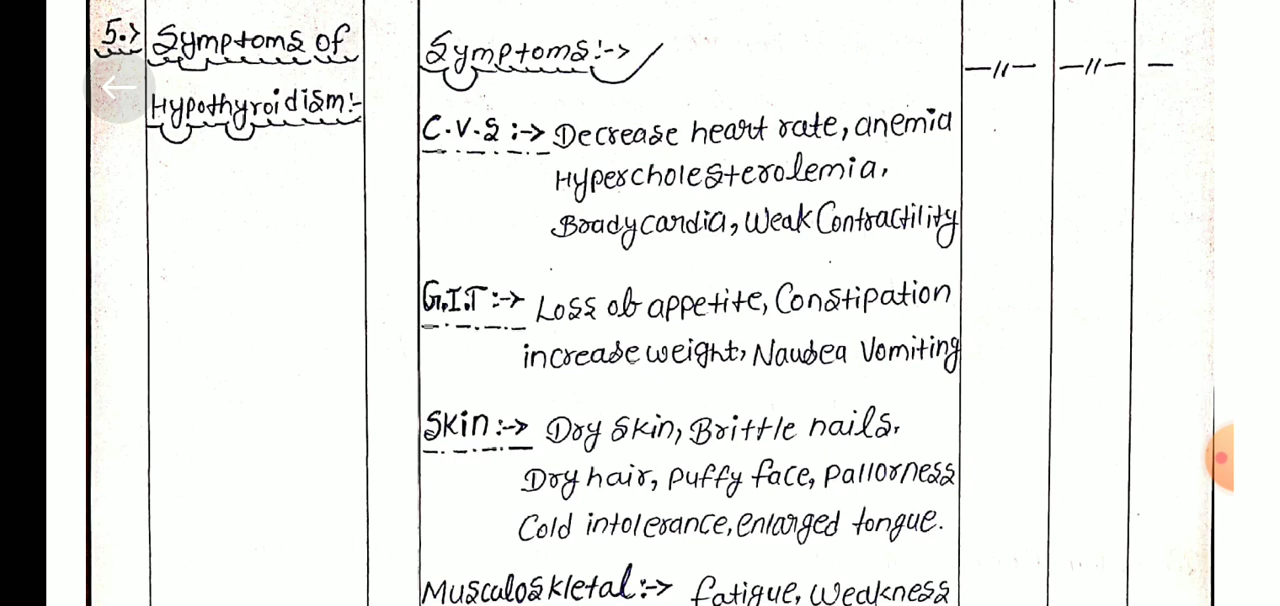 5.> Symptoms of
Hypothyroidism:-
Symptoms:->
C.V.S :-> Decrease heart rate, anemia
Hypercholesterolemia,
Bradycardia, Weak Contractility
G.I.T :-> Loss ob appetite, Constipation
increase weight, Nausea Vomiting
Skin :-> Dry skin, Brittle nails,
Dry hair, puffy face, pallorness
Cold intolerance, enlarged tongue.
Musculoskletal :-> fatigue, weakness
—11— —11— —